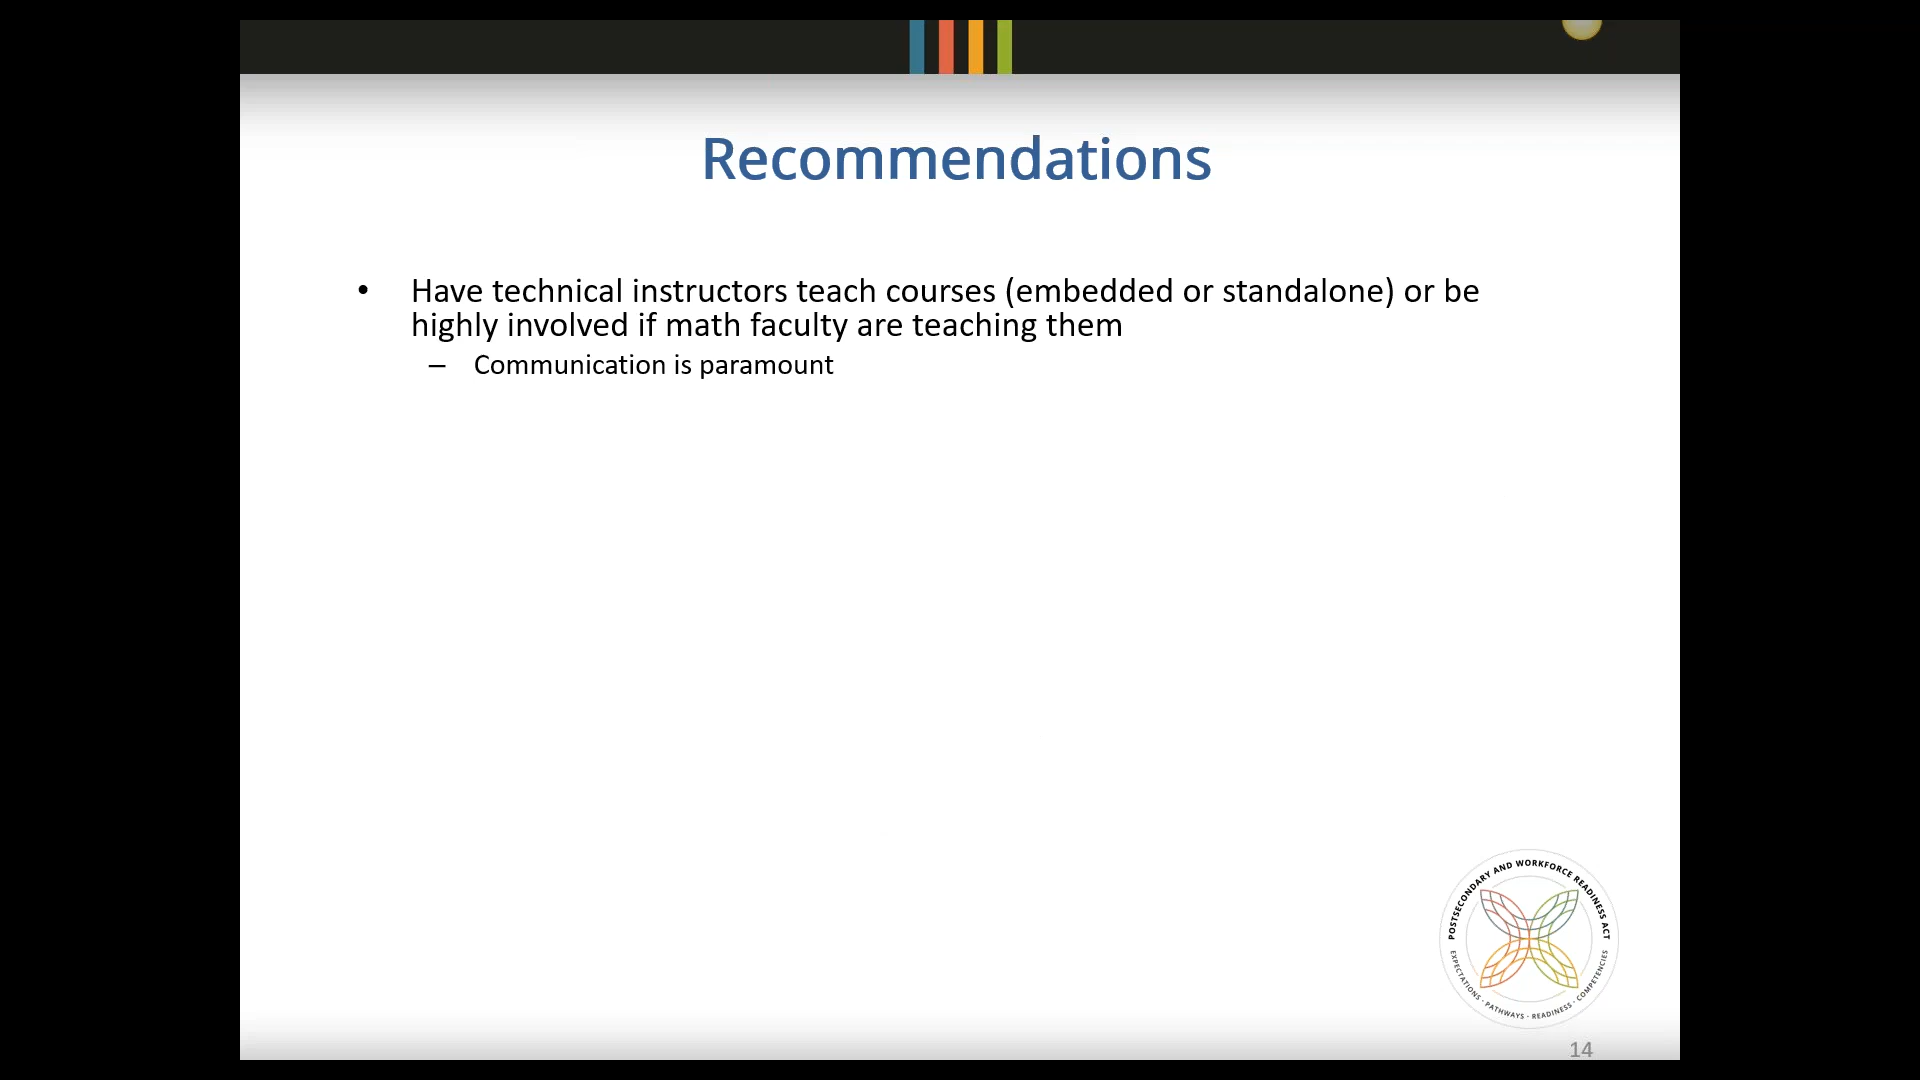 Recommendations
• Have technical instructors teach courses (embedded or standalone) or be
highly involved if math faculty are teaching them
– Communication is paramount
POSTSECONDARY AND WORKFORCE READINESS ACT
EXPECTATIONS · PATHWAYS · READINESS · COMPETENCIES
14